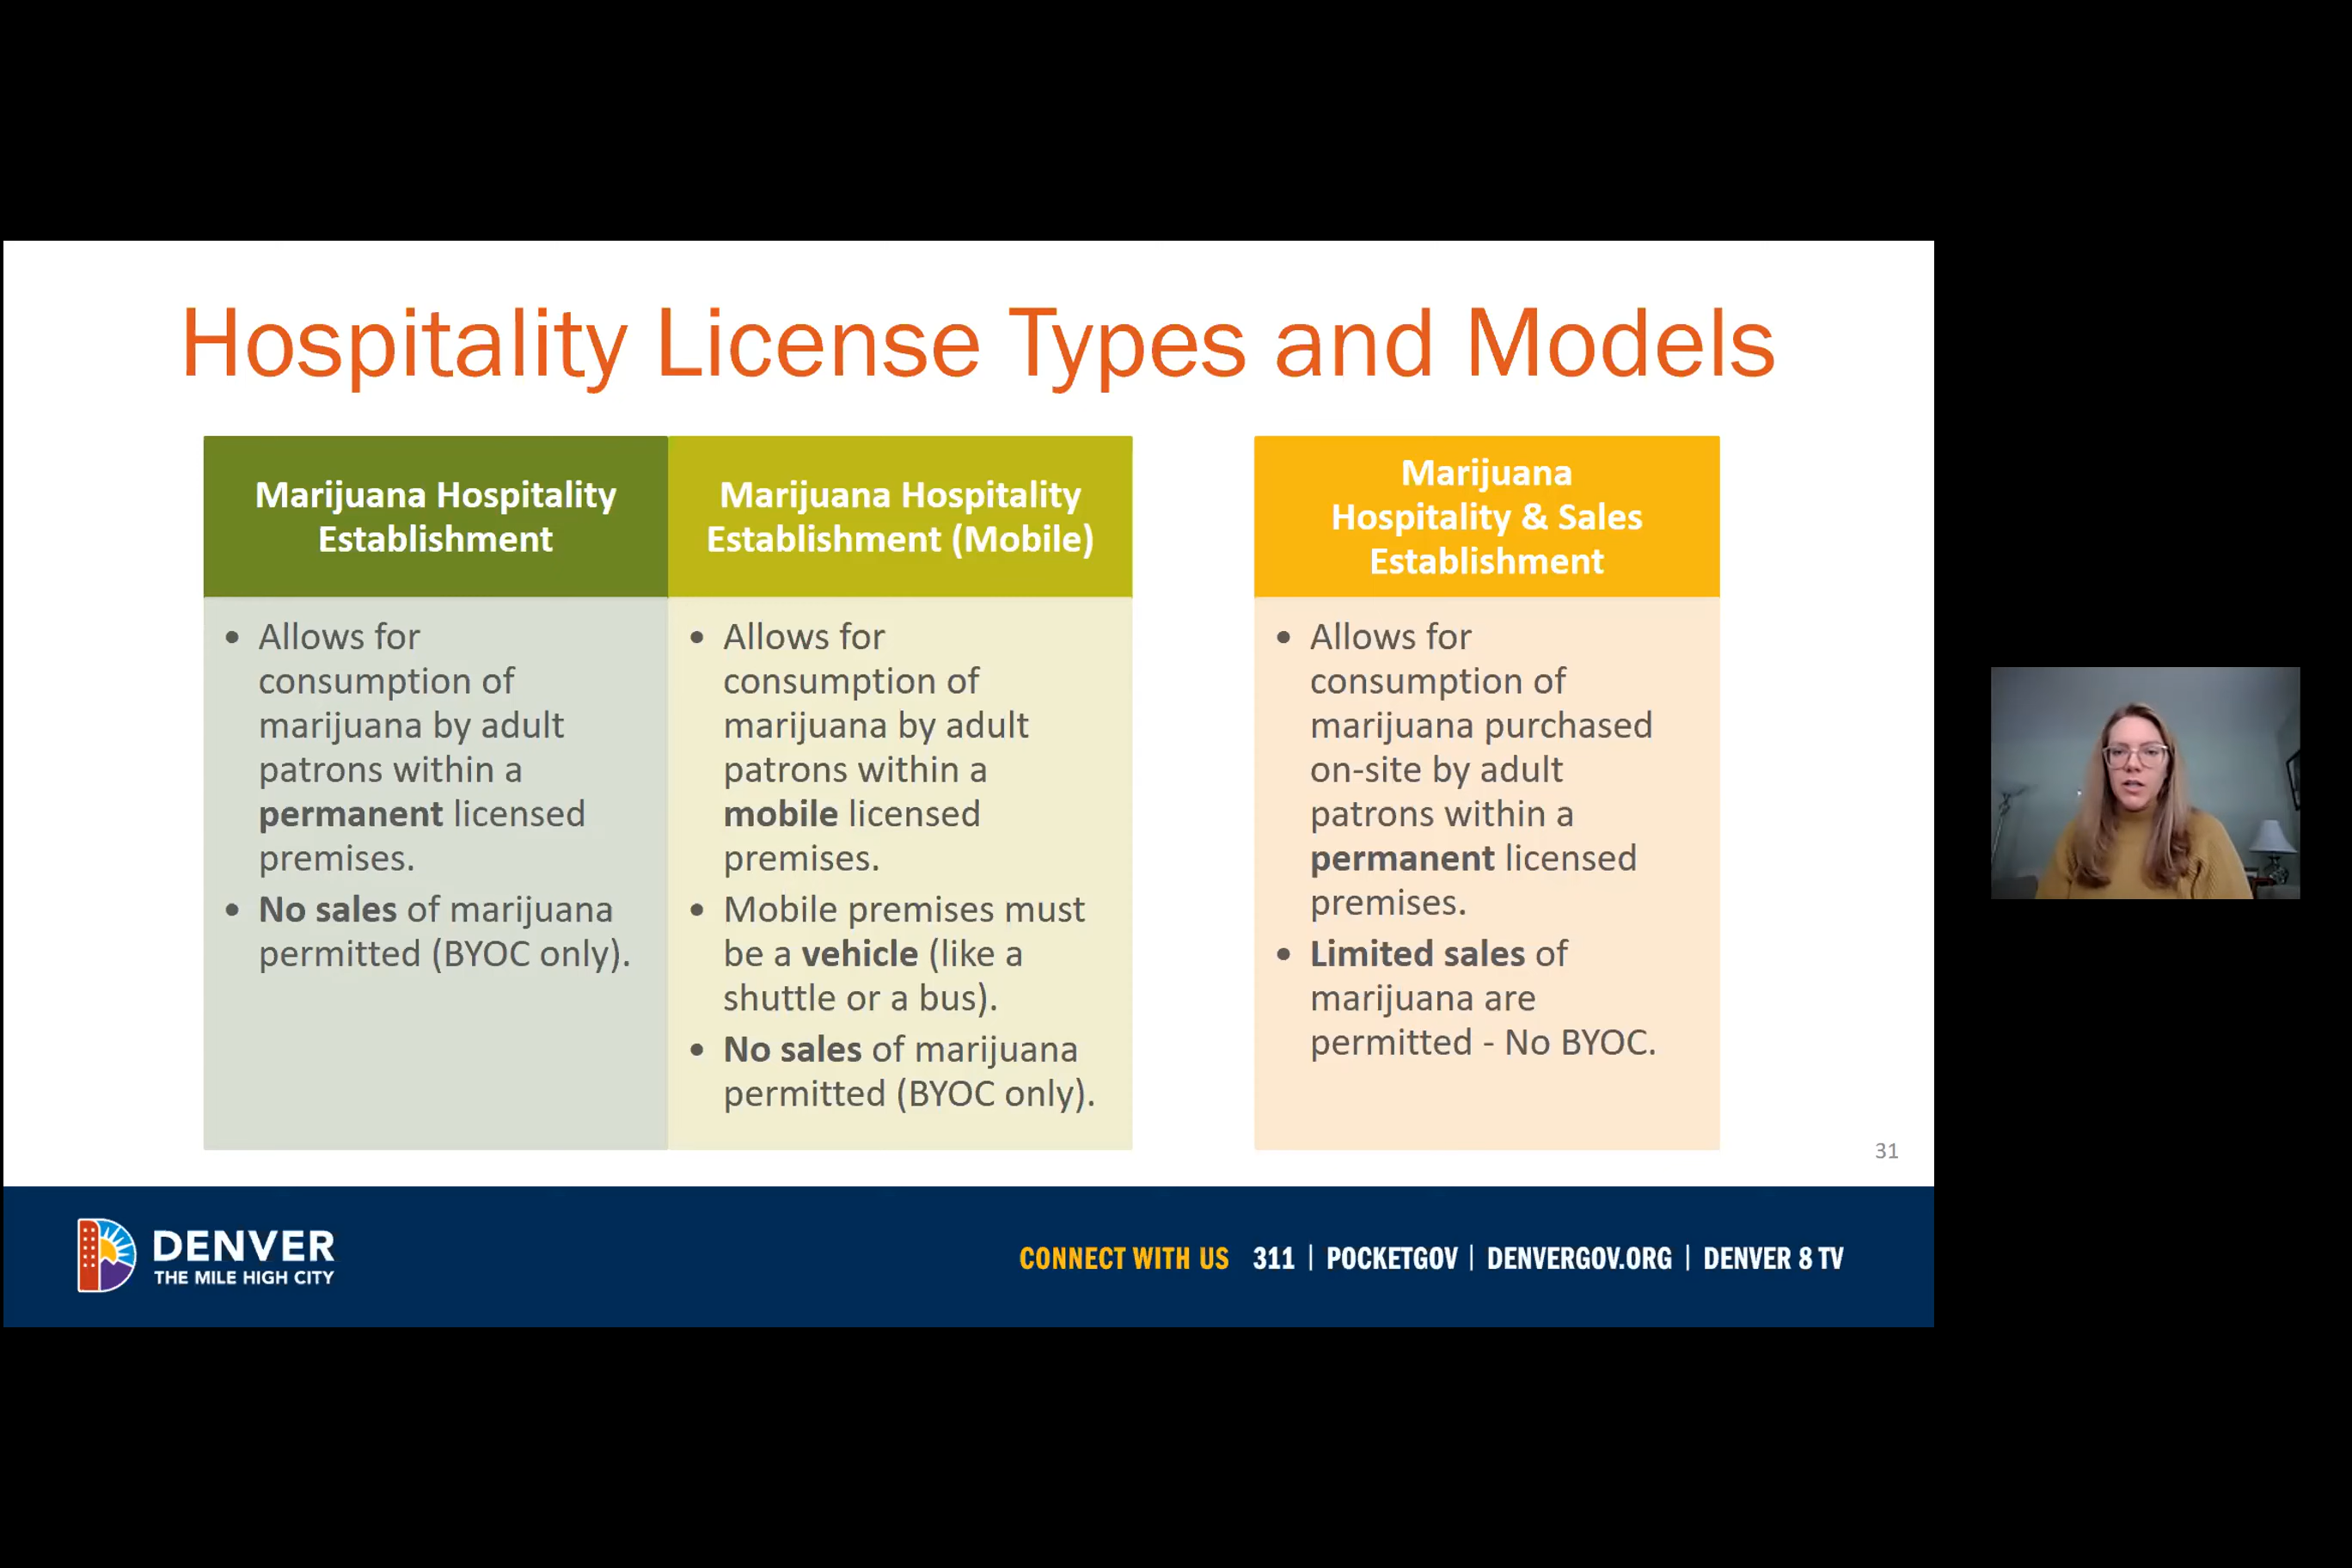 Hospitality License Types and Models
Marijuana Hospitality
Establishment
• Allows for
consumption of
marijuana by adult
patrons within a
permanent licensed
premises.
• No sales of marijuana
permitted (BYOC only).
Marijuana Hospitality
Establishment (Mobile)
• Allows for
consumption of
marijuana by adult
patrons within a
mobile licensed
premises.
• Mobile premises must
be a vehicle (like a
shuttle or a bus).
• No sales of marijuana
permitted (BYOC only).
Marijuana
Hospitality & Sales
Establishment
• Allows for
consumption of
marijuana purchased
on-site by adult
patrons within a
permanent licensed
premises.
• Limited sales of
marijuana are
permitted - No BYOC.
31
DENVER
THE MILE HIGH CITY
CONNECT WITH US 311 | POCKETGOV | DENVERGOV.ORG | DENVER 8 TV